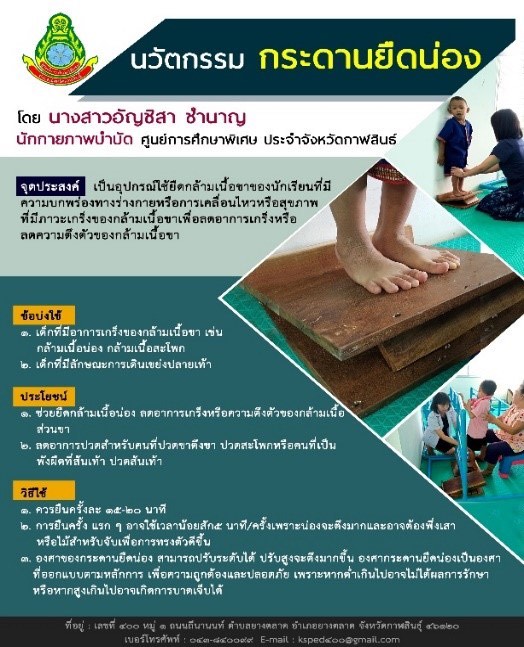 นวัตกรรม กระดานยืดน่อง
โดย นางสาวอัญชิสา ชำนาญ
นักกายภาพบำบัด ศูนย์การศึกษาพิเศษ ประจำจังหวัดกาฬสินธุ์
จุดประสงค์ เป็นอุปกรณ์ใช้ยืดกล้ามเนื้อขาของนักเรียนที่มี
ความบกพร่องทางร่างกายหรือการเคลื่อนไหวหรือสุขภาพ
ที่มีภาวะเกร็งของกล้ามเนื้อขาเพื่อลดอาการเกร็งหรือ
ลดความตึงตัวของกล้ามเนื้อขา
ข้อบ่งใช้
๑. เด็กที่มีอาการเกร็งของกล้ามเนื้อขา เช่น
กล้ามเนื้อน่อง กล้ามเนื้อสะโพก
๒. เด็กที่มีลักษณะการเดินเขย่งปลายเท้า
ประโยชน์
๑. ช่วยยืดกล้ามเนื้อน่อง ลดอาการเกร็งหรือความตึงตัวของกล้ามเนื้อ
ส่วนขา
๒. ลดอาการปวดสำหรับคนที่ปวดขาตึงขา ปวดสะโพกหรือคนที่เป็น
พังผืดที่ส้นเท้า ปวดส้นเท้า
วิธีใช้
๑. ควรยืนครั้งละ ๑๕-๒๐ นาที
๒. การยืนครั้ง แรก ๆ อาจใช้เวลาน้อยสัก๕ นาที/ครั้งเพราะน่องจะตึงมากและอาจต้องพึ่งเสา
หรือไม้สำหรับจับเพื่อการทรงตัวดีขึ้น
๓. องศาของกระดานยืดน่อง สามารถปรับระดับได้ ปรับสูงจะตึงมากขึ้น องศากระดานยืดน่องเป็นองศา
ที่ออกแบบตามหลักการ เพื่อความถูกต้องและปลอดภัย เพราะหากต่ำเกินไปอาจไม่ได้ผลการรักษา
หรือหากสูงเกินไปอาจเกิดการบาดเจ็บได้
ที่อยู่ : เลขที่ ๔๐๐ หมู่ ๑ ถนนถีนานนท์ ตำบลยางตลาด อำเภอยางตลาด จังหวัดกาฬสินธุ์ ๔๖๑๒๐
เบอร์โทรศัพท์ : ๐๔๓-๘๔๐๐๙๙ E-mail : ksped๔๐๐@gmail.com